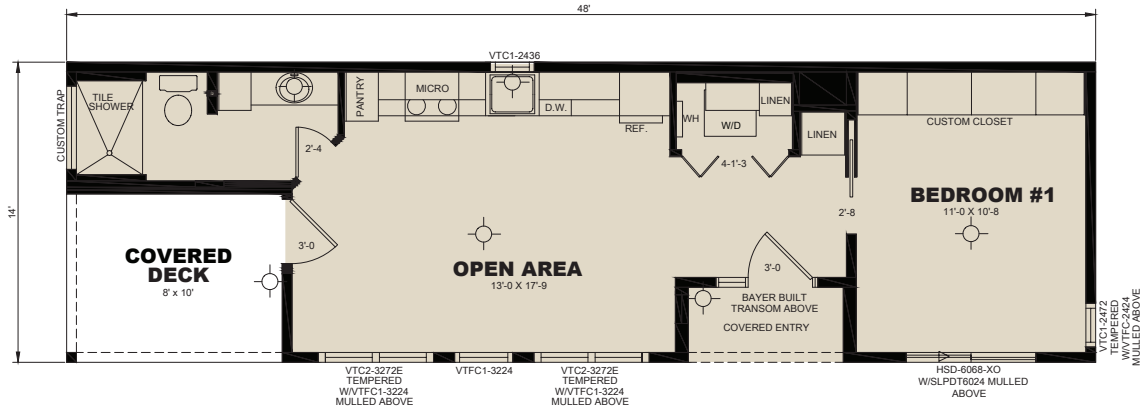 48'
VTC1-2436
14'
CUSTOM TRAP
TILE
SHOWER
PANTRY
MICRO
D.W.
REF.
WH
W/D
LINEN
LINEN
CUSTOM CLOSET
2'-4
4-1'-3
2'-8
BEDROOM #1
11'-0 X 10'-8
3'-0
COVERED
DECK
8' x 10'
OPEN AREA
13'-0 X 17'-9
3'-0
BAYER BUILT
TRANSOM ABOVE
COVERED ENTRY
VTC1-2472
TEMPERED
W/VTFC-2424
MULLED ABOVE
VTC2-3272E
TEMPERED
W/VTFC1-3224
MULLED ABOVE
VTFC1-3224
VTC2-3272E
TEMPERED
W/VTFC1-3224
MULLED ABOVE
HSD-6068-XO
W/SLPDT6024 MULLED
ABOVE